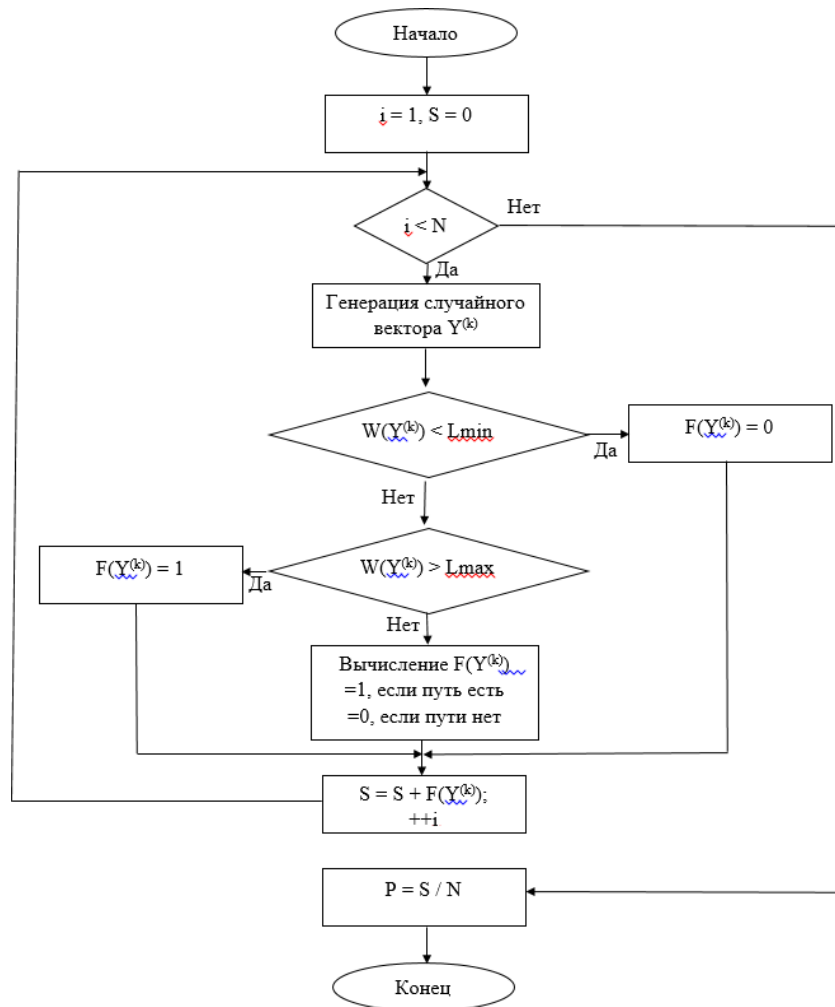 Начало
i = 1, S = 0
i < N
Нет
Да
Генерация случайного
вектора Y⁽ᵏ⁾
W(Y⁽ᵏ⁾) < Lmin
Да
F(Y⁽ᵏ⁾) = 0
Нет
W(Y⁽ᵏ⁾) > Lmax
Да
F(Y⁽ᵏ⁾) = 1
Нет
Вычисление F(Y⁽ᵏ⁾)
=1, если путь есть
=0, если пути нет
S = S + F(Y⁽ᵏ⁾);
++i
P = S / N
Конец